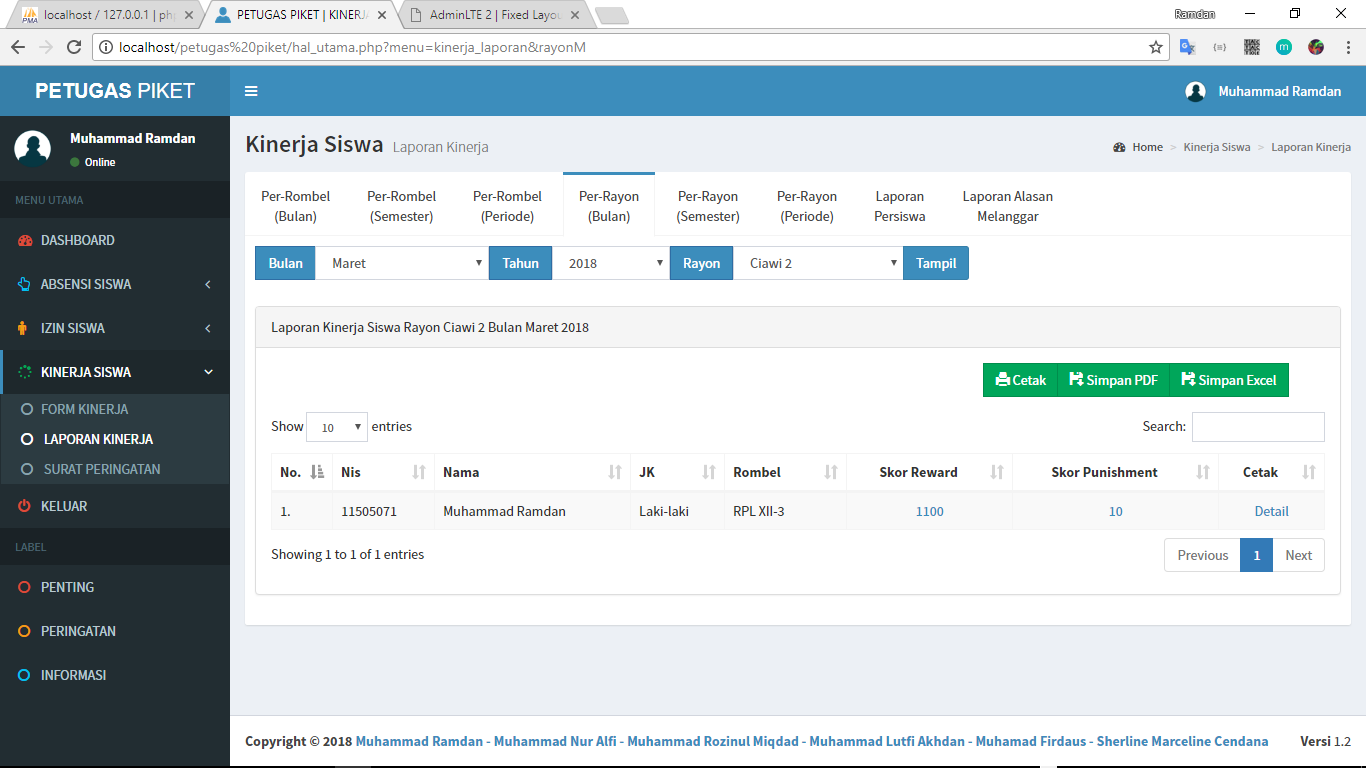 localhost / 127.0.0.1 | ph
PETUGAS PIKET | KINERJ
AdminLTE 2 | Fixed Layou
Ramdan
localhost/petugas%20piket/hal_utama.php?menu=kinerja_laporan&rayonM
PETUGAS PIKET
Muhammad Ramdan
Muhammad Ramdan
Online
Kinerja Siswa Laporan Kinerja
Home > Kinerja Siswa > Laporan Kinerja
MENU UTAMA
DASHBOARD
ABSENSI SISWA
IZIN SISWA
KINERJA SISWA
FORM KINERJA
LAPORAN KINERJA
SURAT PERINGATAN
KELUAR
LABEL
PENTING
PERINGATAN
INFORMASI
Per-Rombel (Bulan)
Per-Rombel (Semester)
Per-Rombel (Periode)
Per-Rayon (Bulan)
Per-Rayon (Semester)
Per-Rayon (Periode)
Laporan Persiswa
Laporan Alasan Melanggar
Bulan Maret Tahun 2018 Rayon Ciawi 2 Tampil
Laporan Kinerja Siswa Rayon Ciawi 2 Bulan Maret 2018
Cetak Simpan PDF Simpan Excel
Show 10 entries Search:
No. Nis Nama JK Rombel Skor Reward Skor Punishment Cetak
1. 11505071 Muhammad Ramdan Laki-laki RPL XII-3 1100 10 Detail
Showing 1 to 1 of 1 entries Previous 1 Next
Copyright © 2018 Muhammad Ramdan - Muhammad Nur Alfi - Muhammad Rozinul Miqdad - Muhammad Lutfi Akhdan - Muhamad Firdaus - Sherline Marceline Cendana Versi 1.2